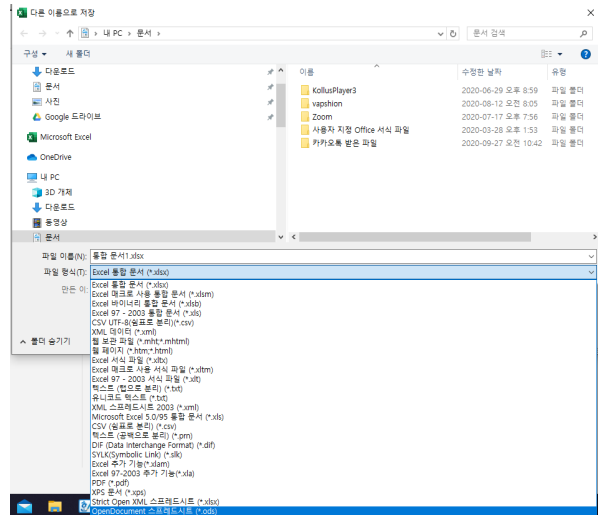 다른 이름으로 저장
내 PC > 문서 >
문서 검색
구성
새 폴더
다운로드
문서
사진
Google 드라이브
Microsoft Excel
OneDrive
내 PC
3D 개체
다운로드
동영상
문서
이름 수정한 날짜 유형
KollusPlayer3 2020-06-29 오후 8:59 파일 폴더
vapshion 2020-08-12 오전 8:05 파일 폴더
Zoom 2020-07-17 오후 7:56 파일 폴더
사용자 지정 Office 서식 파일 2020-03-28 오후 1:53 파일 폴더
카카오톡 받은 파일 2020-09-27 오전 10:42 파일 폴더
파일 이름(N): 통합 문서1.xlsx
파일 형식(T): Excel 통합 문서 (*.xlsx)
만든 이:
Excel 통합 문서 (*.xlsx)
Excel 매크로 사용 통합 문서 (*.xlsm)
Excel 바이너리 통합 문서 (*.xlsb)
Excel 97 - 2003 통합 문서 (*.xls)
CSV UTF-8(쉼표로 분리)(*.csv)
XML 데이터 (*.xml)
웹 보관 파일 (*.mht;*.mhtml)
웹 페이지 (*.htm;*.html)
Excel 서식 파일 (*.xltx)
Excel 매크로 사용 서식 파일 (*.xltm)
Excel 97 - 2003 서식 파일 (*.xlt)
텍스트 (탭으로 분리) (*.txt)
유니코드 텍스트 (*.txt)
XML 스프레드시트 2003 (*.xml)
Microsoft Excel 5.0/95 통합 문서 (*.xls)
CSV (쉼표로 분리) (*.csv)
텍스트 (공백으로 분리) (*.prn)
DIF (Data Interchange Format) (*.dif)
SYLK(Symbolic Link) (*.slk)
Excel 추가 기능(*.xlam)
Excel 97-2003 추가 기능(*.xla)
PDF (*.pdf)
XPS 문서 (*.xps)
Strict Open XML 스프레드시트 (*.xlsx)
OpenDocument 스프레드시트 (*.ods)
폴더 숨기기